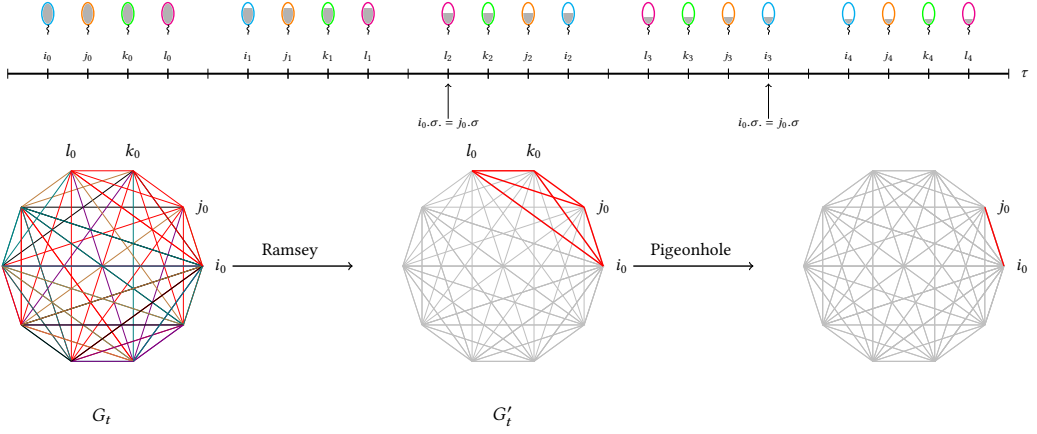 i₀ j₀ k₀ l₀ i₁ j₁ k₁ l₁ l₂ k₂ j₂ i₂ l₃ k₃ j₃ i₃ i₄ j₄ k₄ l₄
τ
i₀.σ. = j₀.σ i₀.σ. = j₀.σ
l₀ k₀ l₀ k₀
j₀ j₀ j₀
Ramsey Pigeonhole
i₀ i₀ i₀
Gₜ G′ₜ